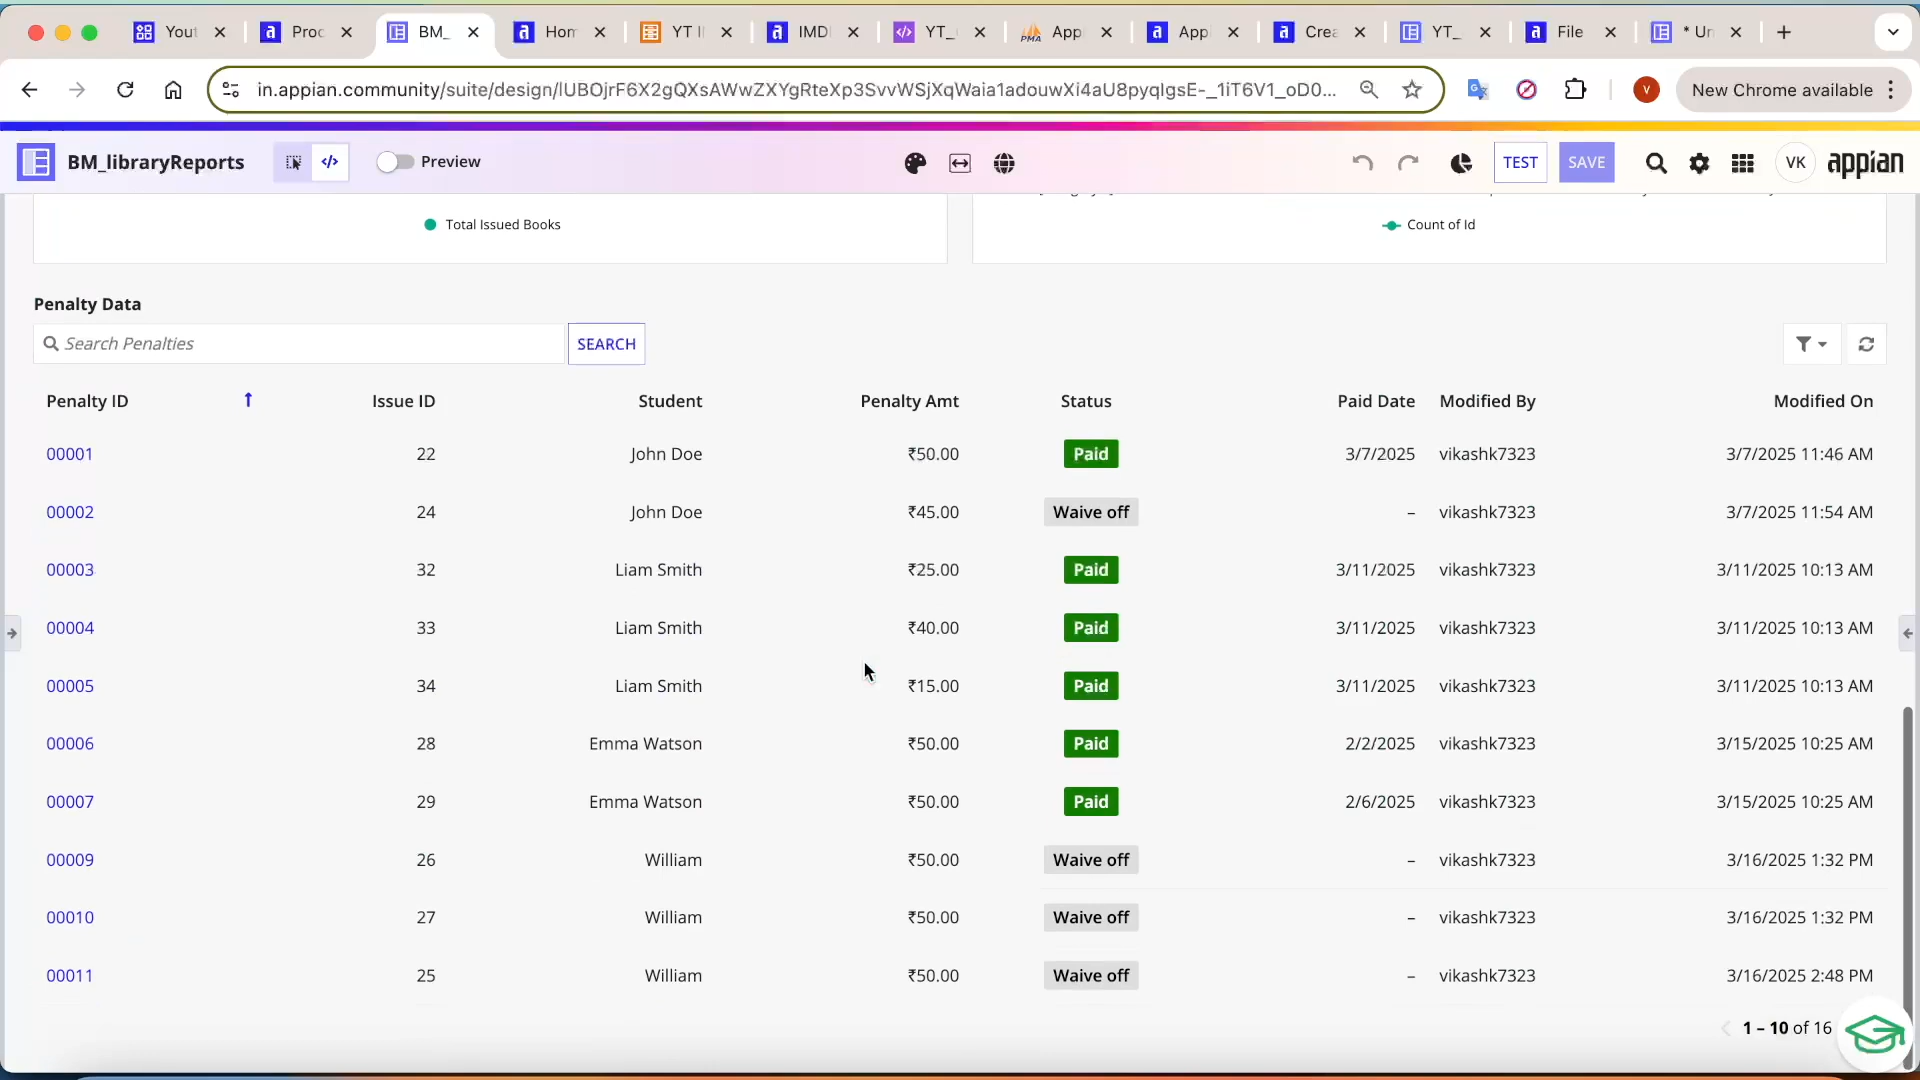 Yout
Proc
BM_
Hom
YT I
IMD
YT_
App
App
Crea
YT_
File
* Un
in.appian.community/suite/design/lUBOjrF6X2gQXsAWwZXYgRteXp3SvvWSjXqWaia1adouwXi4aU8pyqIgsE-_1iT6V1_oD0...
V
New Chrome available
BM_libraryReports
Preview
TEST
SAVE
VK
appian
Total Issued Books
Count of Id
Penalty Data
Search Penalties
SEARCH
Penalty ID Issue ID Student Penalty Amt Status Paid Date Modified By Modified On
00001 22 John Doe ₹50.00 Paid 3/7/2025 vikashk7323 3/7/2025 11:46 AM
00002 24 John Doe ₹45.00 Waive off – vikashk7323 3/7/2025 11:54 AM
00003 32 Liam Smith ₹25.00 Paid 3/11/2025 vikashk7323 3/11/2025 10:13 AM
00004 33 Liam Smith ₹40.00 Paid 3/11/2025 vikashk7323 3/11/2025 10:13 AM
00005 34 Liam Smith ₹15.00 Paid 3/11/2025 vikashk7323 3/11/2025 10:13 AM
00006 28 Emma Watson ₹50.00 Paid 2/2/2025 vikashk7323 3/15/2025 10:25 AM
00007 29 Emma Watson ₹50.00 Paid 2/6/2025 vikashk7323 3/15/2025 10:25 AM
00009 26 William ₹50.00 Waive off – vikashk7323 3/16/2025 1:32 PM
00010 27 William ₹50.00 Waive off – vikashk7323 3/16/2025 1:32 PM
00011 25 William ₹50.00 Waive off – vikashk7323 3/16/2025 2:48 PM
1 – 10 of 16